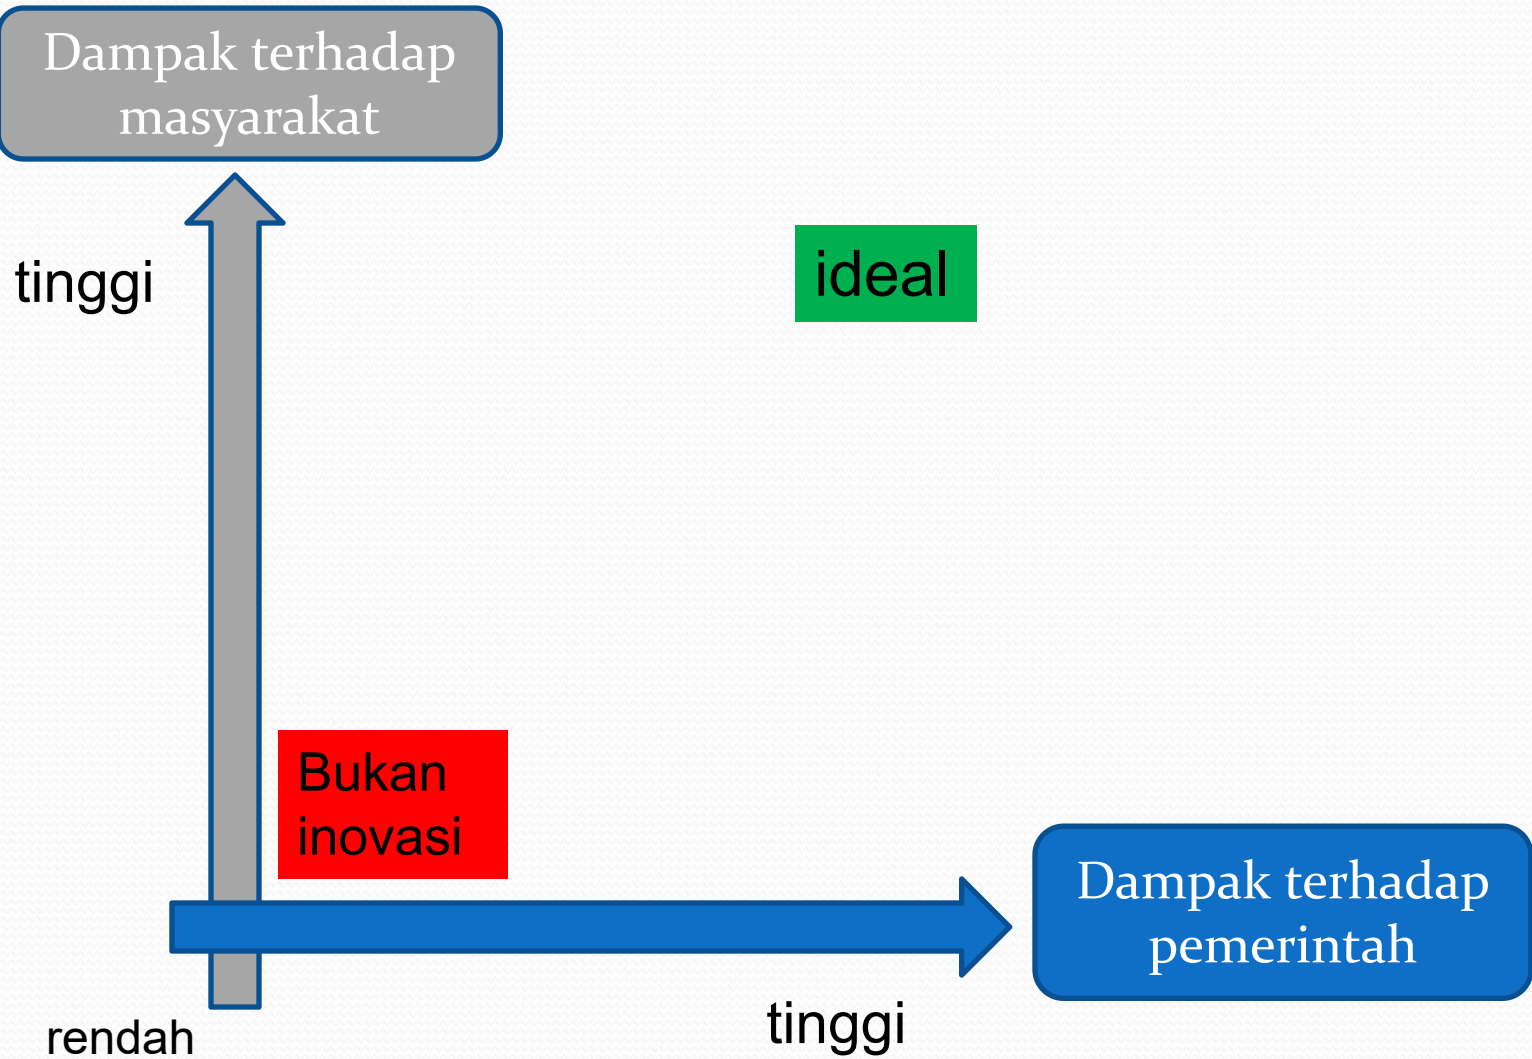 Dampak terhadap
masyarakat
tinggi
ideal
Bukan
inovasi
Dampak terhadap
pemerintah
tinggi
rendah